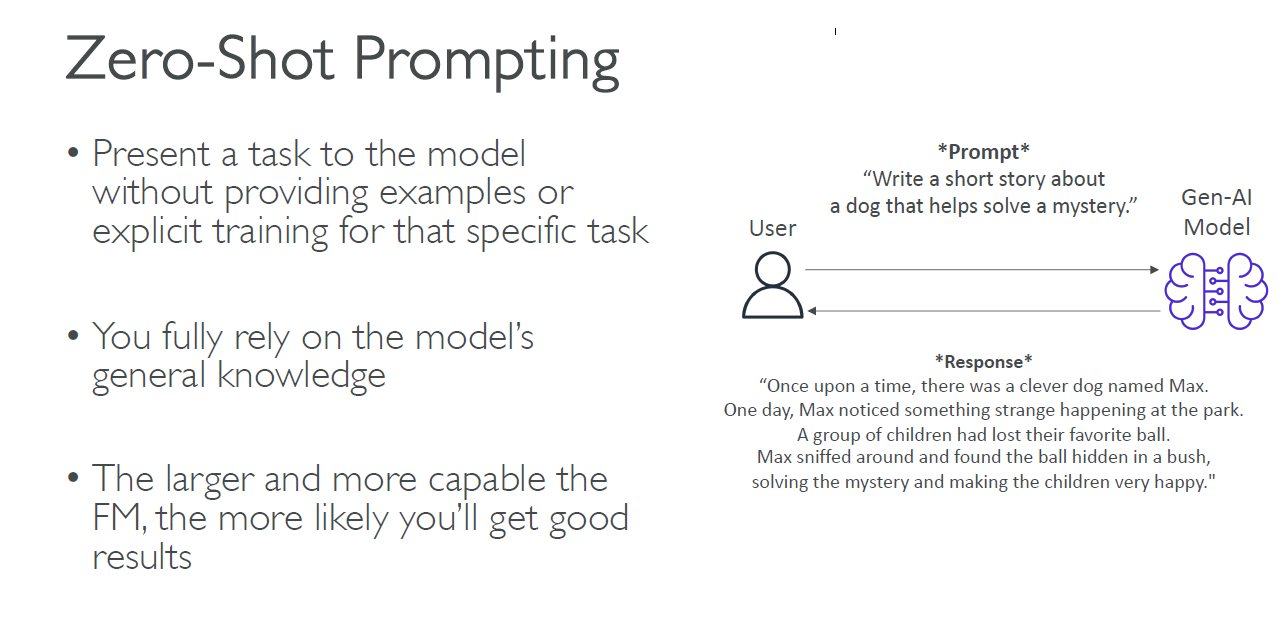 Zero-Shot Prompting
• Present a task to the model
without providing examples or
explicit training for that specific task
• You fully rely on the model’s
general knowledge
• The larger and more capable the
FM, the more likely you’ll get good
results
*Prompt*
“Write a short story about
a dog that helps solve a mystery.”
User
Gen-AI
Model
*Response*
“Once upon a time, there was a clever dog named Max.
One day, Max noticed something strange happening at the park.
A group of children had lost their favorite ball.
Max sniffed around and found the ball hidden in a bush,
solving the mystery and making the children very happy."